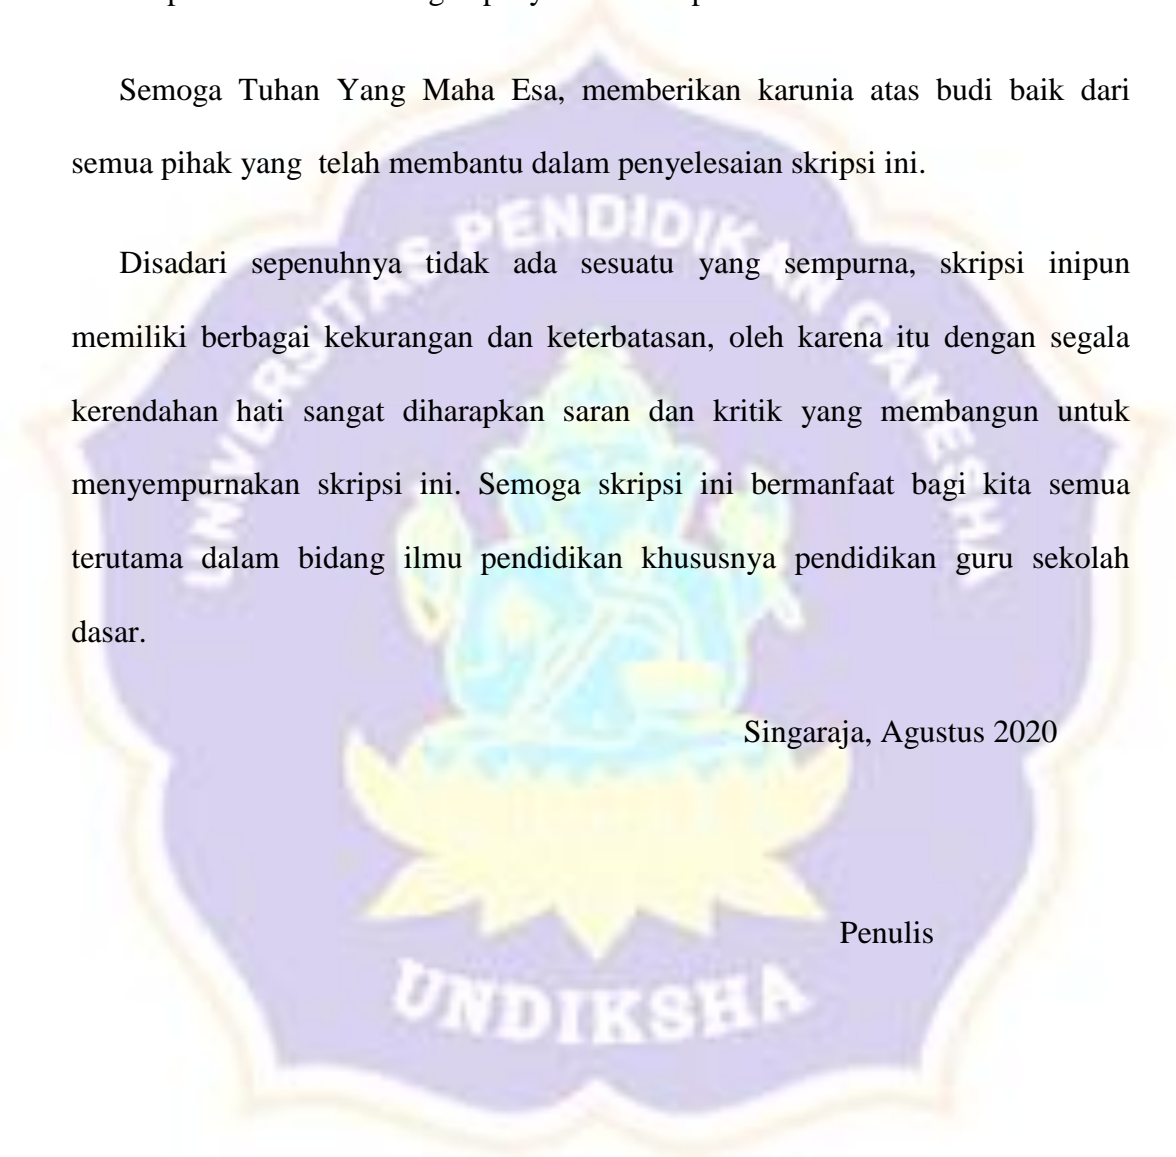 Semoga Tuhan Yang Maha Esa, memberikan karunia atas budi baik dari
semua pihak yang telah membantu dalam penyelesaian skripsi ini.
Disadari sepenuhnya tidak ada sesuatu yang sempurna, skripsi inipun
memiliki berbagai kekurangan dan keterbatasan, oleh karena itu dengan segala
kerendahan hati sangat diharapkan saran dan kritik yang membangun untuk
menyempurnakan skripsi ini. Semoga skripsi ini bermanfaat bagi kita semua
terutama dalam bidang ilmu pendidikan khususnya pendidikan guru sekolah
dasar.
Singaraja, Agustus 2020
Penulis
UNIVERSITAS PENDIDIKAN GANESHA
UNDIKSHA